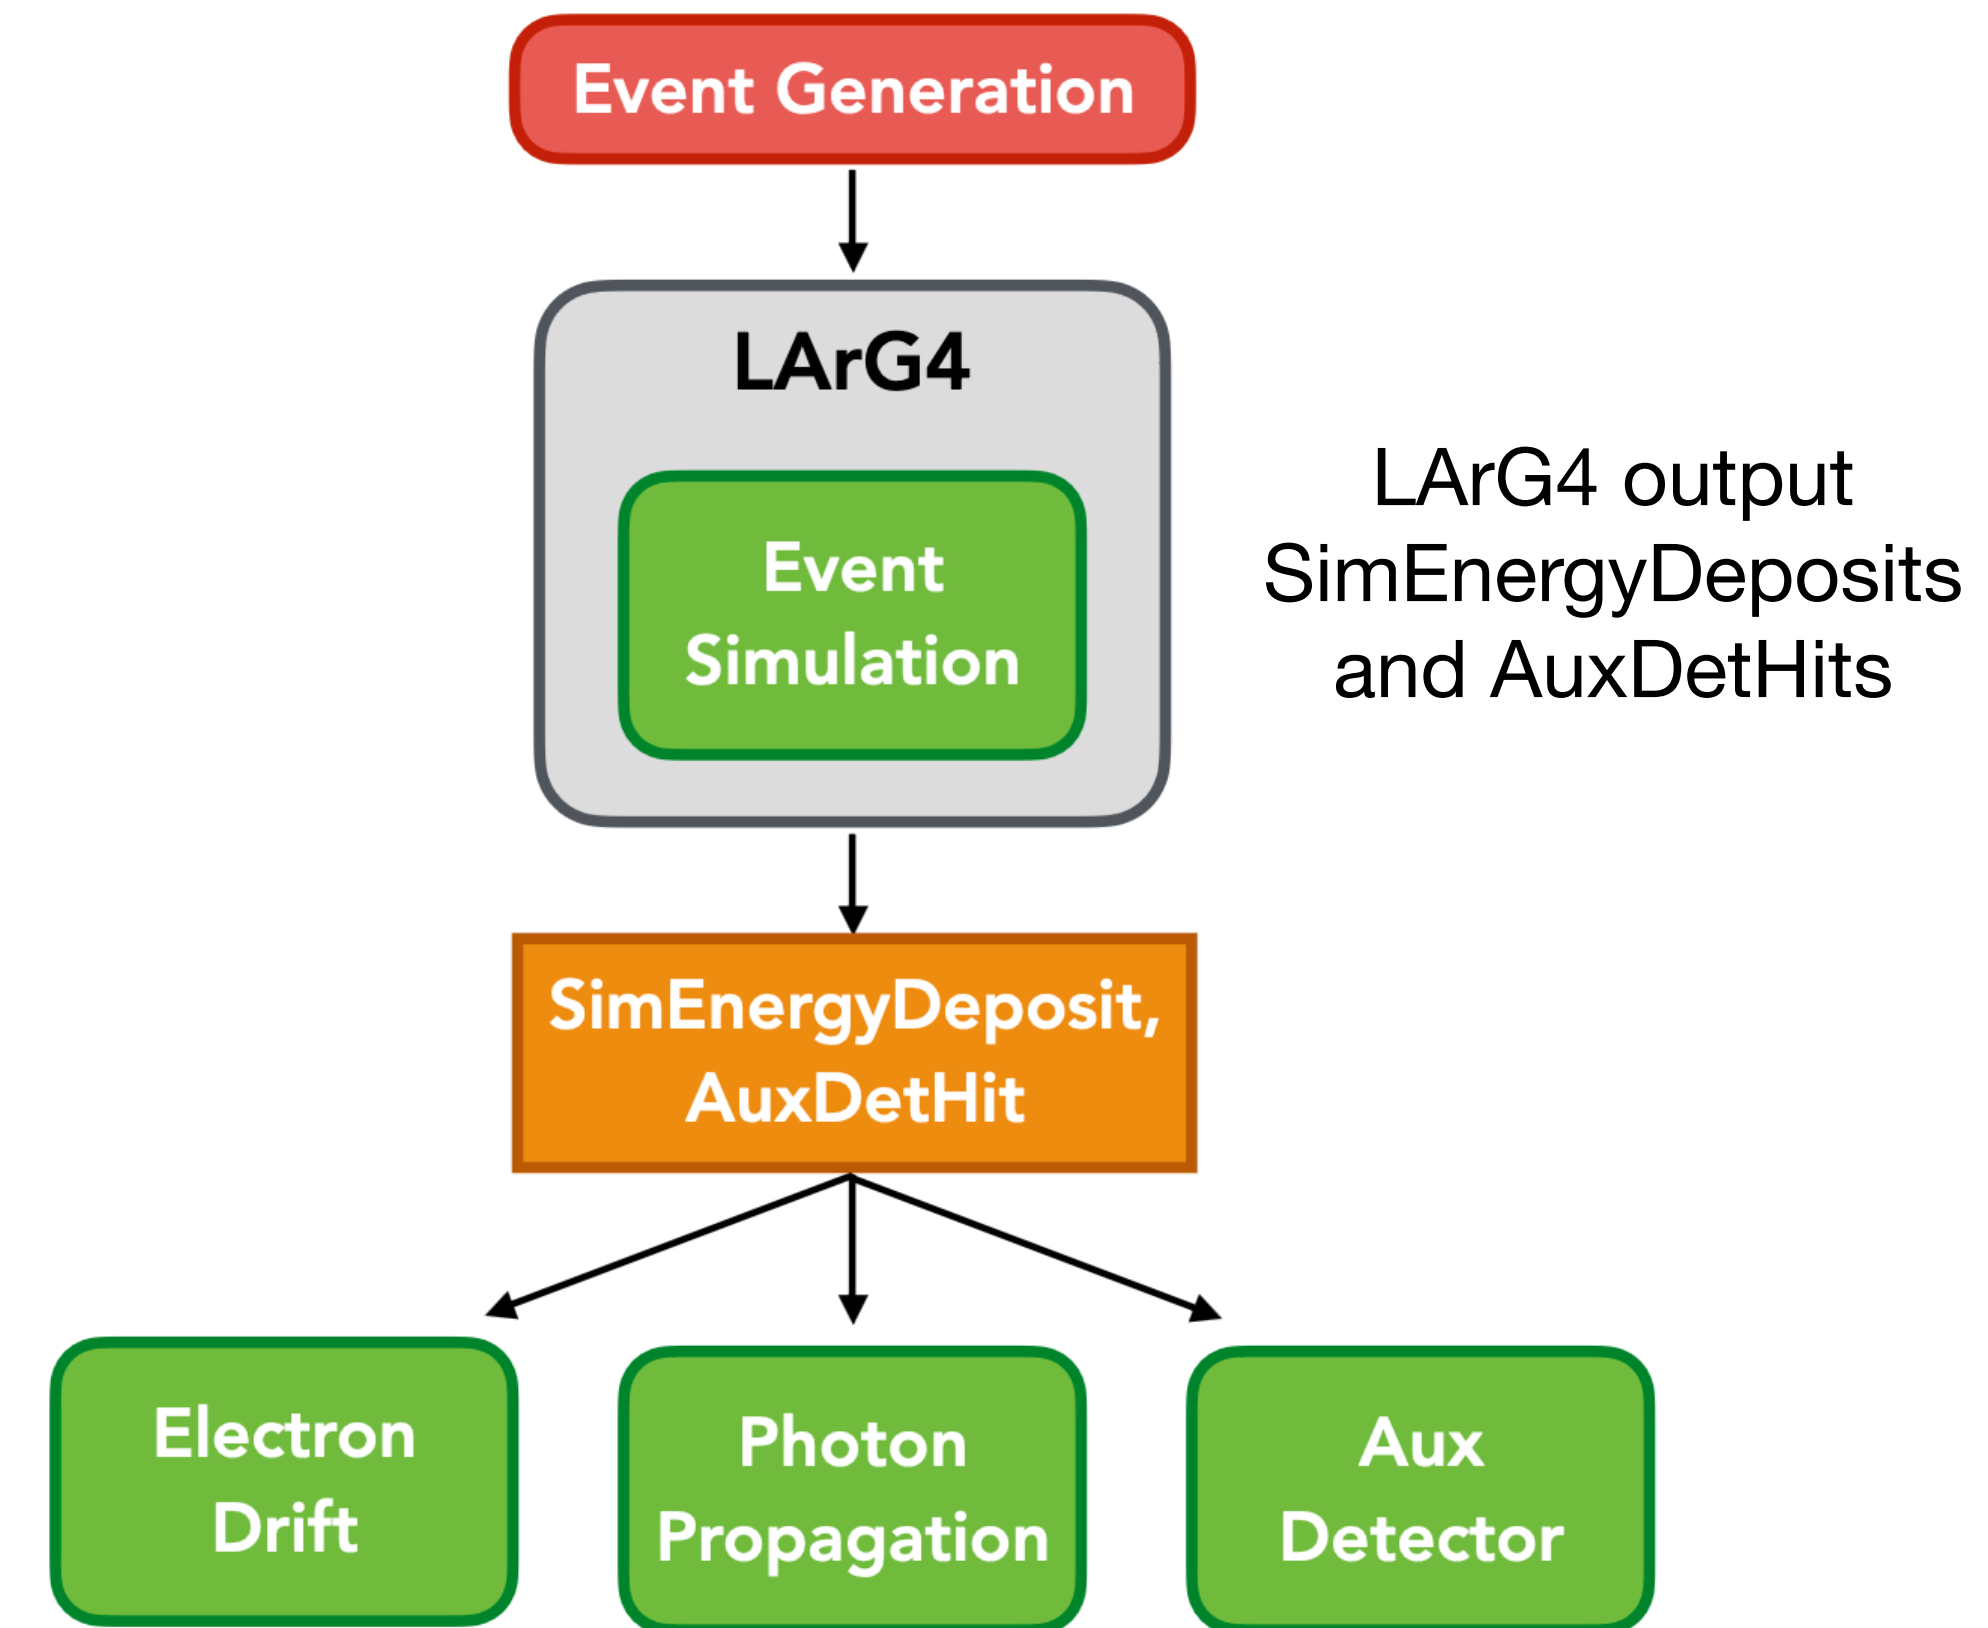 Event Generation
LArG4
Event
Simulation
LArG4 output
SimEnergyDeposits
and AuxDetHits
SimEnergyDeposit,
AuxDetHit
Electron
Drift
Photon
Propagation
Aux
Detector